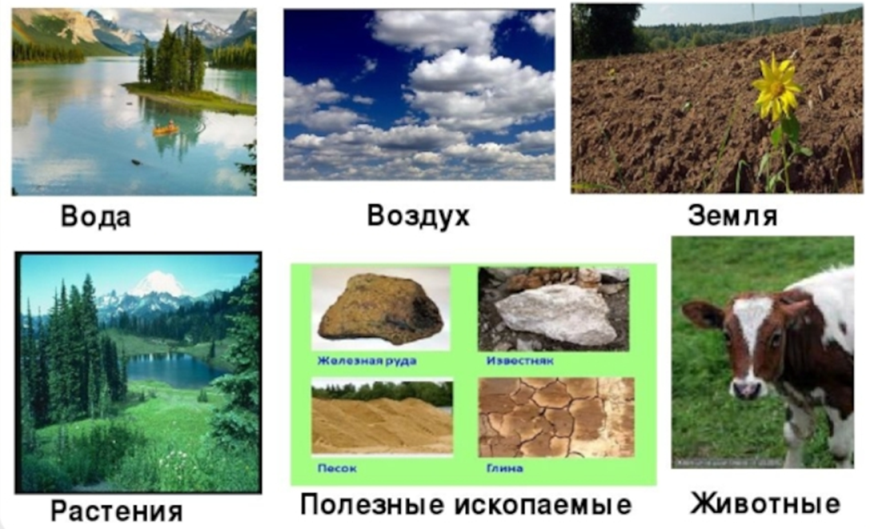 Вода
Воздух
Земля
Железная руда
Известняк
Песок
Глина
Растения
Полезные ископаемые
Животные